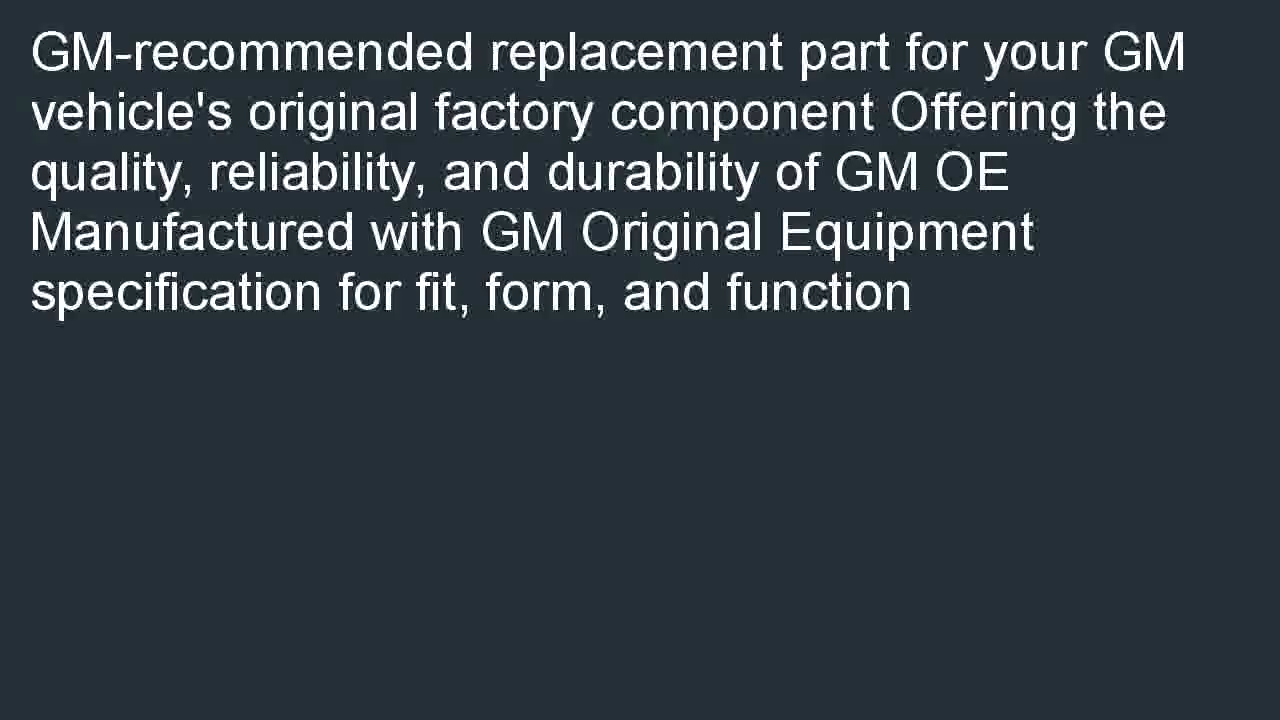 GM-recommended replacement part for your GM
vehicle's original factory component Offering the
quality, reliability, and durability of GM OE
Manufactured with GM Original Equipment
specification for fit, form, and function